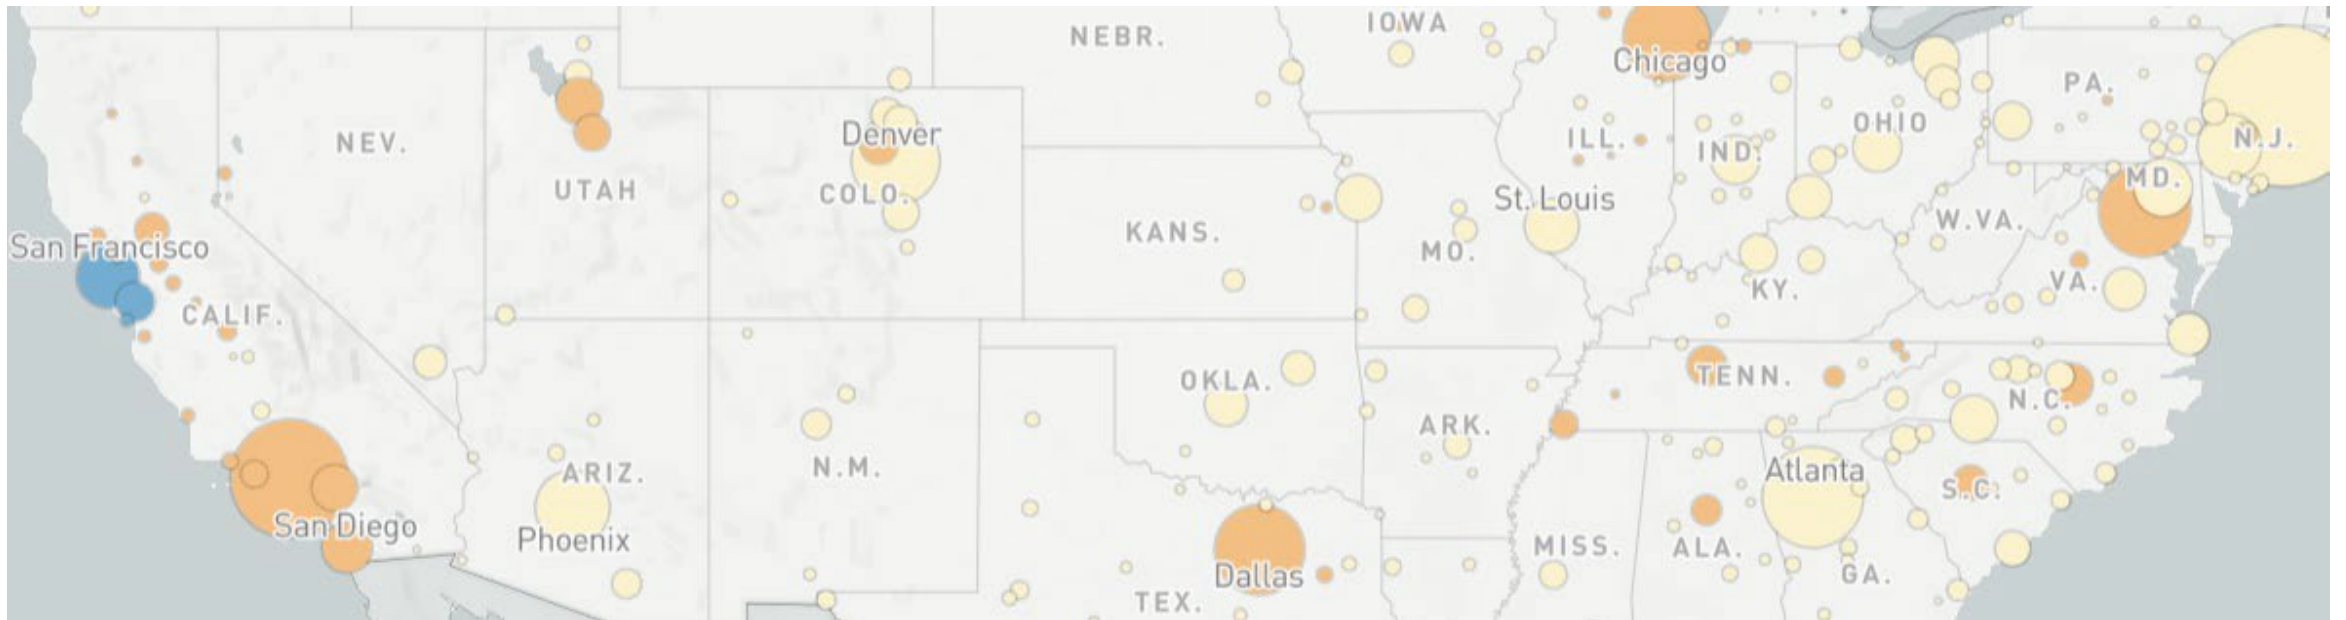 IOWA
NEBR.
Chicago
PA.
OHIO
Denver
NEV.
ILL.
IND.
N.J.
MD.
UTAH
COLO.
St. Louis
W.VA.
KANS.
San Francisco
MO.
VA.
KY.
CALIF.
TENN.
OKLA.
N.C.
ARK.
N.M.
ARIZ.
Atlanta
S.C.
San Diego
Phoenix
MISS.
ALA.
Dallas
GA.
TEX.